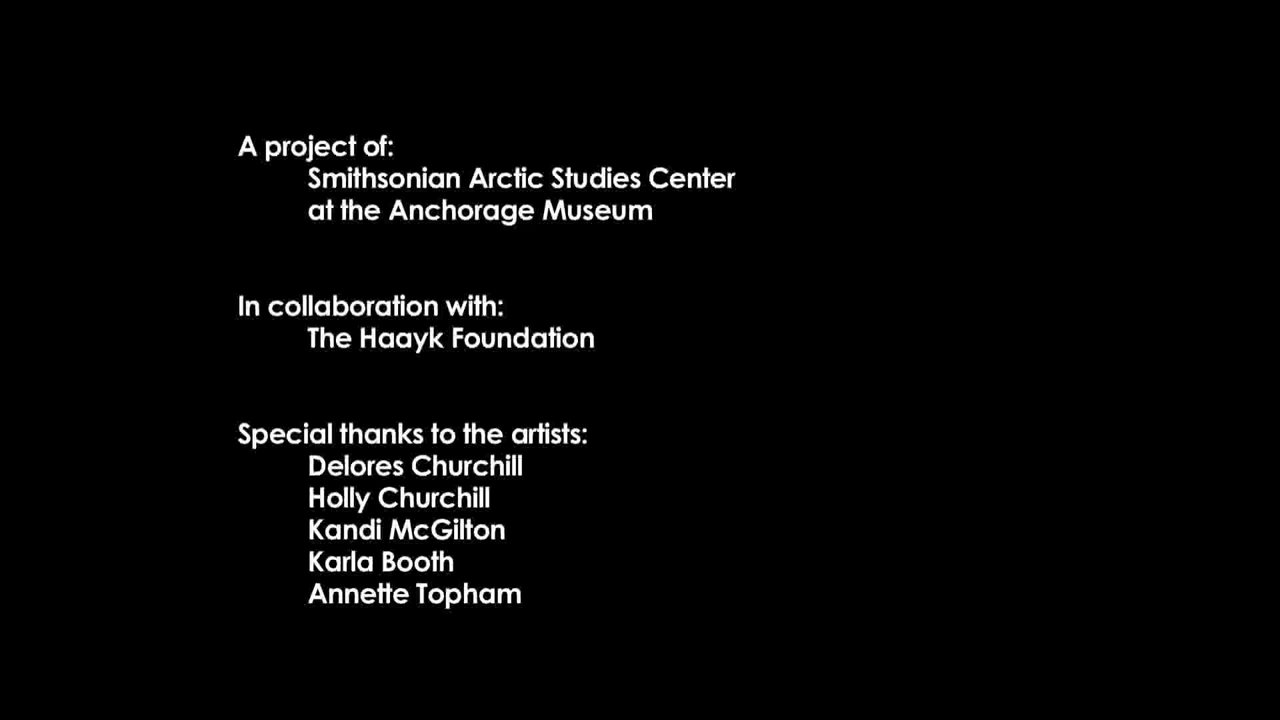 A project of:
Smithsonian Arctic Studies Center
at the Anchorage Museum
In collaboration with:
The Haayk Foundation
Special thanks to the artists:
Delores Churchill
Holly Churchill
Kandi McGilton
Karla Booth
Annette Topham